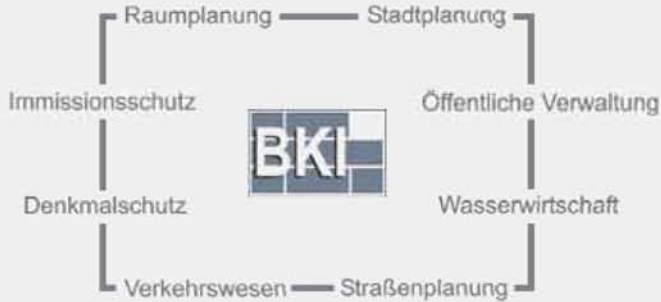 Raumplanung Stadtplanung
Immissionsschutz Öffentliche Verwaltung
BKI
Denkmalschutz Wasserwirtschaft
Verkehrswesen Straßenplanung